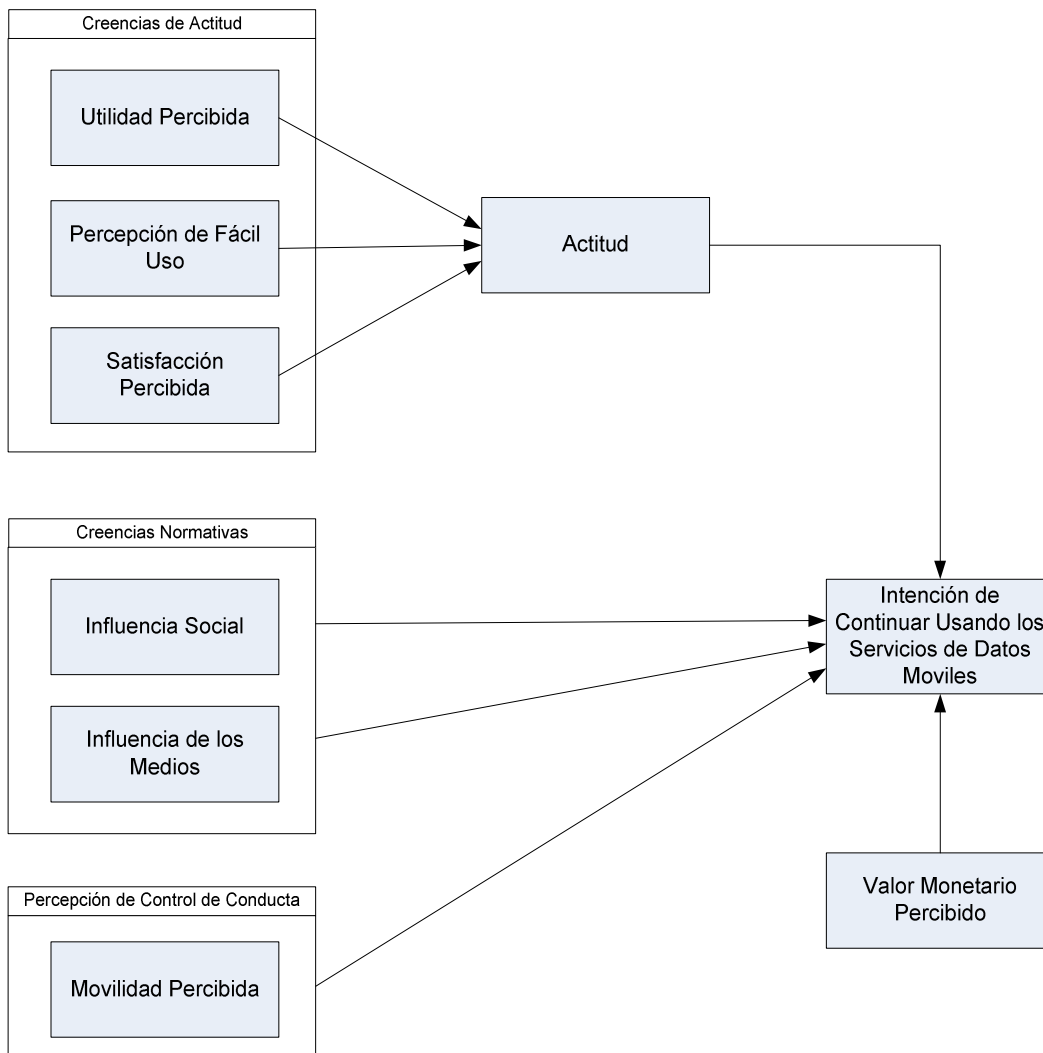 Creencias de Actitud
Utilidad Percibida
Percepción de Fácil
Uso
Satisfacción
Percibida
Actitud
Creencias Normativas
Influencia Social
Influencia de los
Medios
Intención de
Continuar Usando los
Servicios de Datos
Moviles
Valor Monetario
Percibido
Percepción de Control de Conducta
Movilidad Percibida